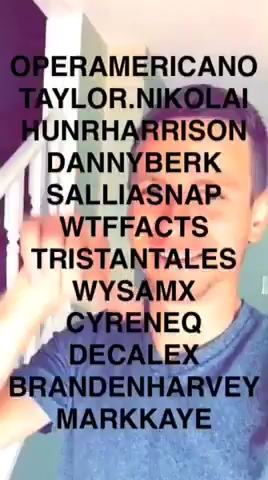 OPERAMERICANO
TAYLOR.NIKOLAI
HUNRHARRISON
DANNYBERK
SALLIASNAP
WTFFACTS
TRISTANTALES
WYSAMX
CYRENEQ
DECALEX
BRANDENHARVEY
MARKKAYE